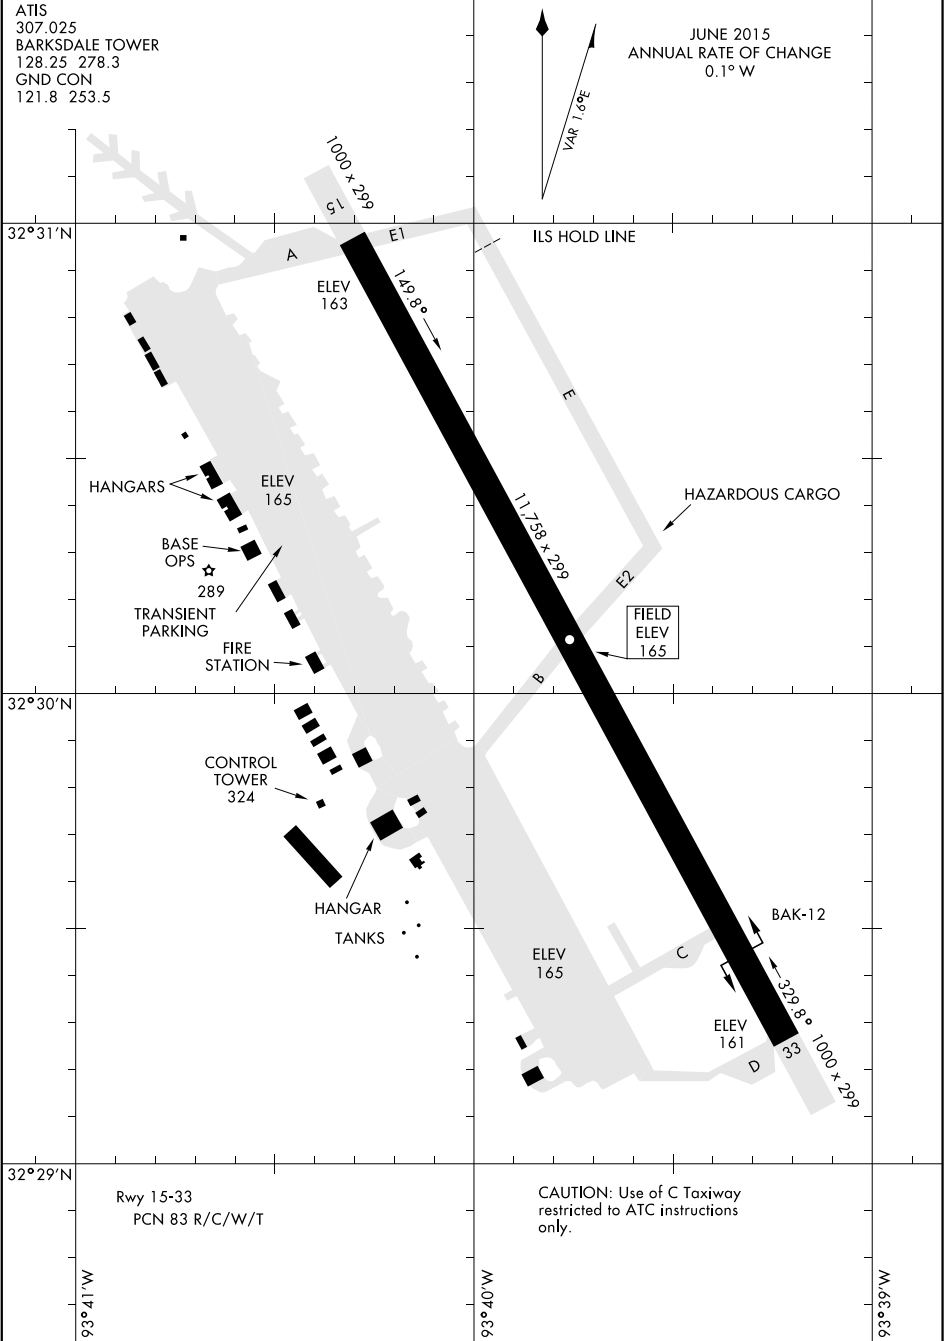 ATIS
307.025
BARKSDALE TOWER
128.25 278.3
GND CON
121.8 253.5
VAR 1.6°E
JUNE 2015
ANNUAL RATE OF CHANGE
0.1° W
1000 x 299
15
32°31'N
A
E1
ILS HOLD LINE
ELEV
163
149.8°
E
HANGARS
ELEV
165
HAZARDOUS CARGO
11,758 x 299
BASE
OPS
289
E2
TRANSIENT
PARKING
FIELD
ELEV
165
FIRE
STATION
B
32°30'N
CONTROL
TOWER
324
HANGAR
TANKS
BAK-12
ELEV
165
C
329.8°
ELEV
161
33
1000 x 299
D
32°29'N
Rwy 15-33
PCN 83 R/C/W/T
CAUTION: Use of C Taxiway
restricted to ATC instructions
only.
93°41'W
93°40'W
93°39'W